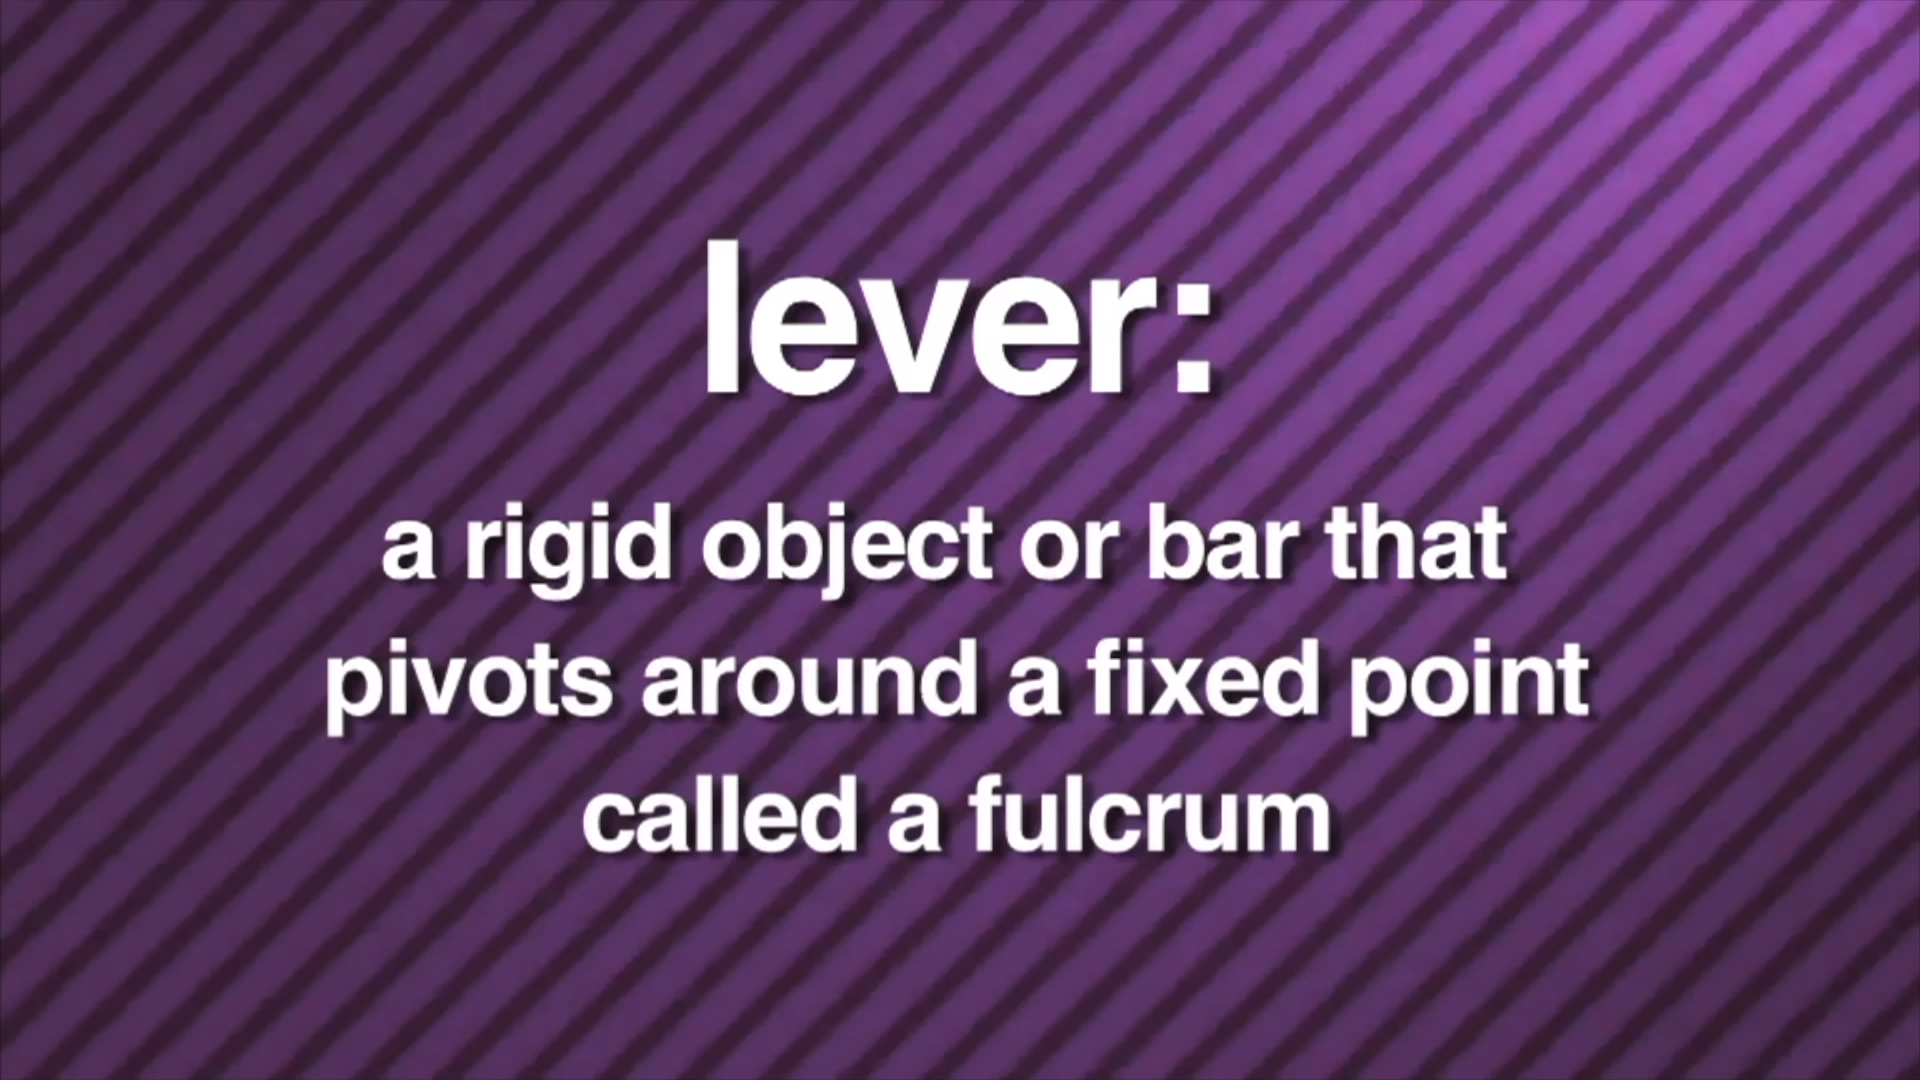 lever:
a rigid object or bar that
pivots around a fixed point
called a fulcrum